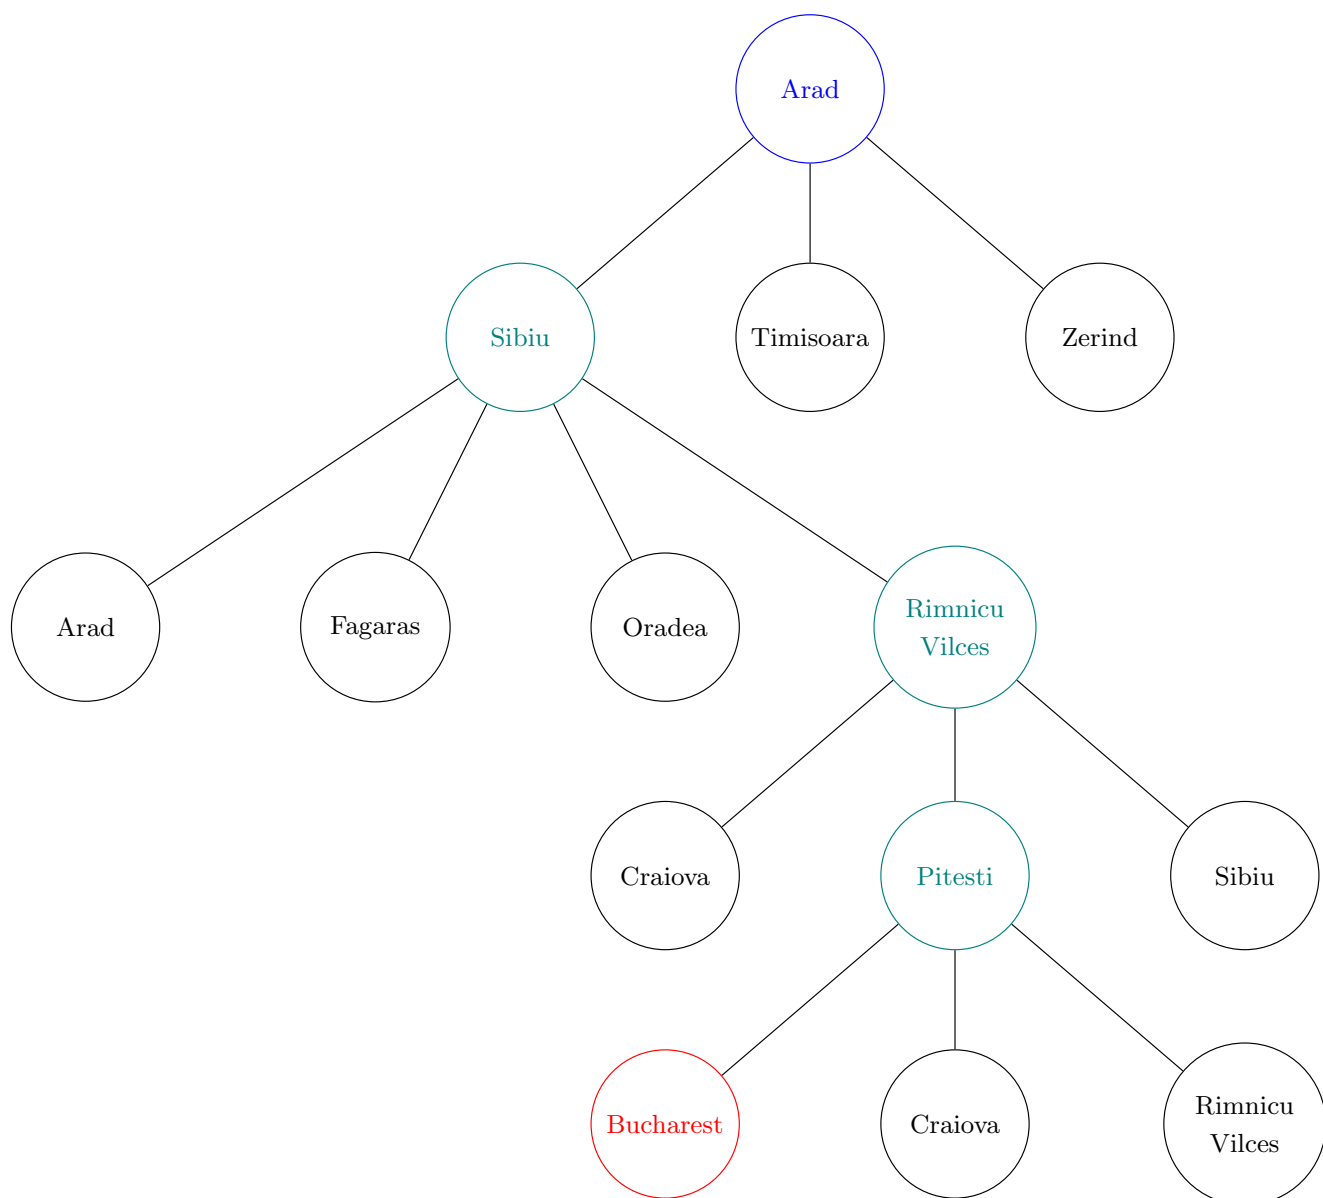 Arad
Sibiu
Timisoara
Zerind
Arad
Fagaras
Oradea
Rimnicu
Vilces
Craiova
Pitesti
Sibiu
Bucharest
Craiova
Rimnicu
Vilces